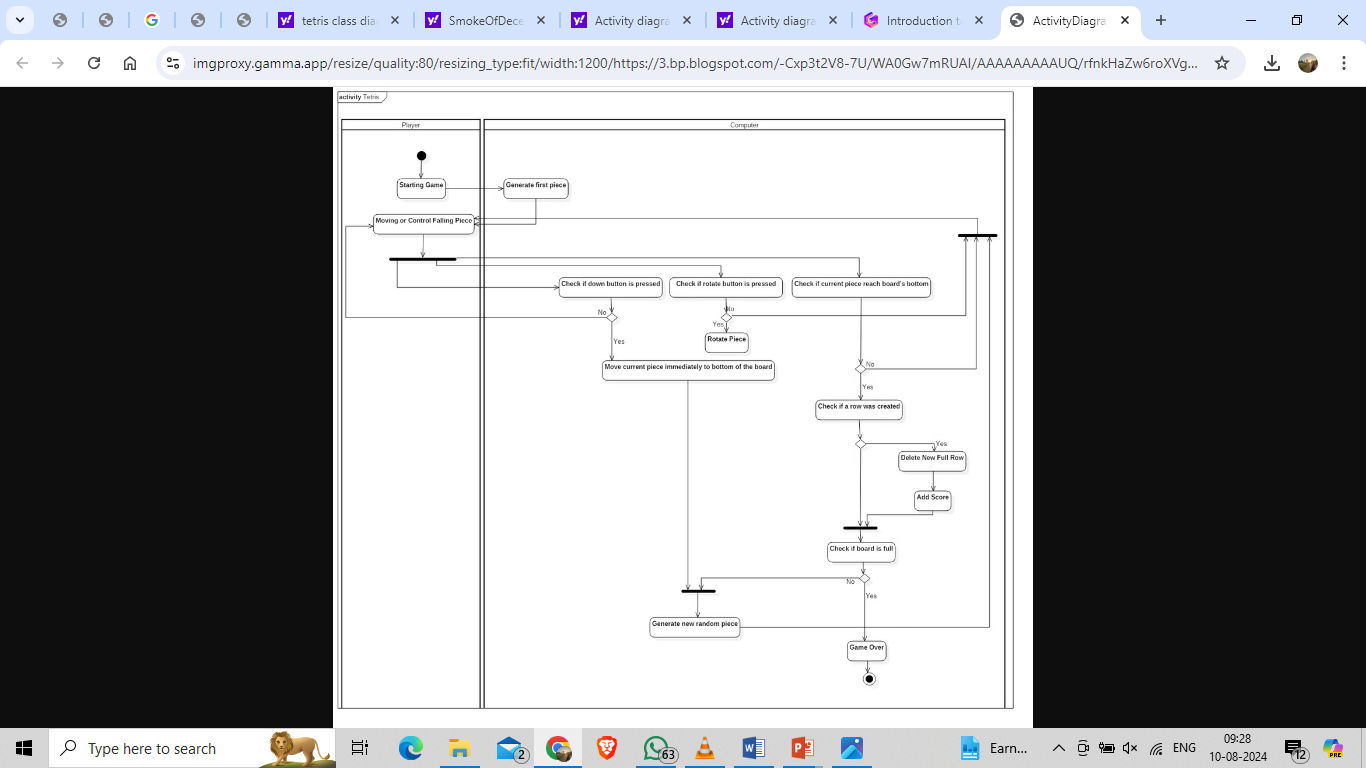 tetris class dia
SmokeOfDece
Activity diagra
Activity diagra
Introduction t
ActivityDiagra
imgproxy.gamma.app/resize/quality:80/resizing_type:fit/width:1200/https://3.bp.blogspot.com/-Cxp3t2V8-7U/WA0Gw7mRUAI/AAAAAAAAAUQ/rfnkHaZw6roXVg...
activity Tetris
Player
Computer
Starting Game
Generate first piece
Moving or Control Falling Piece
Check if down button is pressed
Check if rotate button is pressed
Check if current piece reach board's bottom
No
No
Yes
Rotate Piece
Yes
Move current piece immediately to bottom of the board
No
Yes
Check if a row was created
Yes
Delete New Full Row
Add Score
Check if board is full
No
Yes
Generate new random piece
Game Over
Type here to search
2
63
Earn...
ENG
09:28
10-08-2024
12
PRE